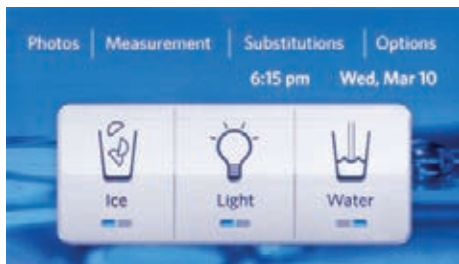 Photos Measurement Substitutions Options
6:15 pm Wed, Mar 10
Ice Light Water